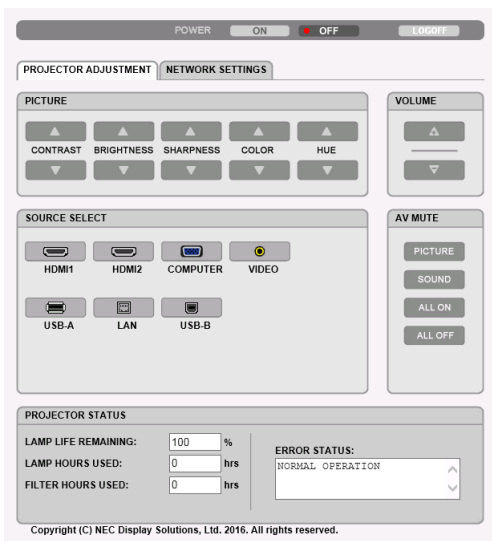 POWER ON OFF LOGOFF
PROJECTOR ADJUSTMENT NETWORK SETTINGS
PICTURE
CONTRAST BRIGHTNESS SHARPNESS COLOR HUE
VOLUME
SOURCE SELECT
HDMI1 HDMI2 COMPUTER VIDEO
USB-A LAN USB-B
AV MUTE
PICTURE
SOUND
ALL ON
ALL OFF
PROJECTOR STATUS
LAMP LIFE REMAINING: 100 %
LAMP HOURS USED: 0 hrs
FILTER HOURS USED: 0 hrs
ERROR STATUS:
NORMAL OPERATION
Copyright (C) NEC Display Solutions, Ltd. 2016. All rights reserved.